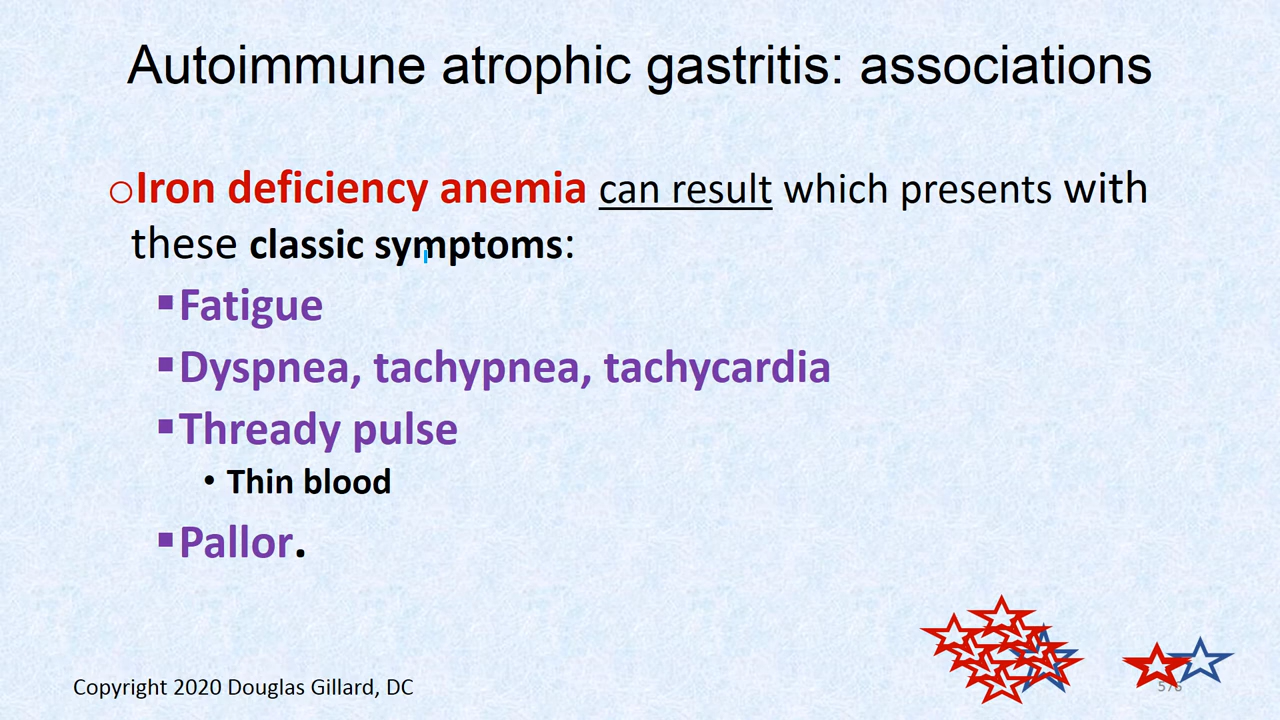 Autoimmune atrophic gastritis: associations
Iron deficiency anemia can result which presents with
these classic symptoms:
Fatigue
Dyspnea, tachypnea, tachycardia
Thready pulse
Thin blood
Pallor.
Copyright 2020 Douglas Gillard, DC